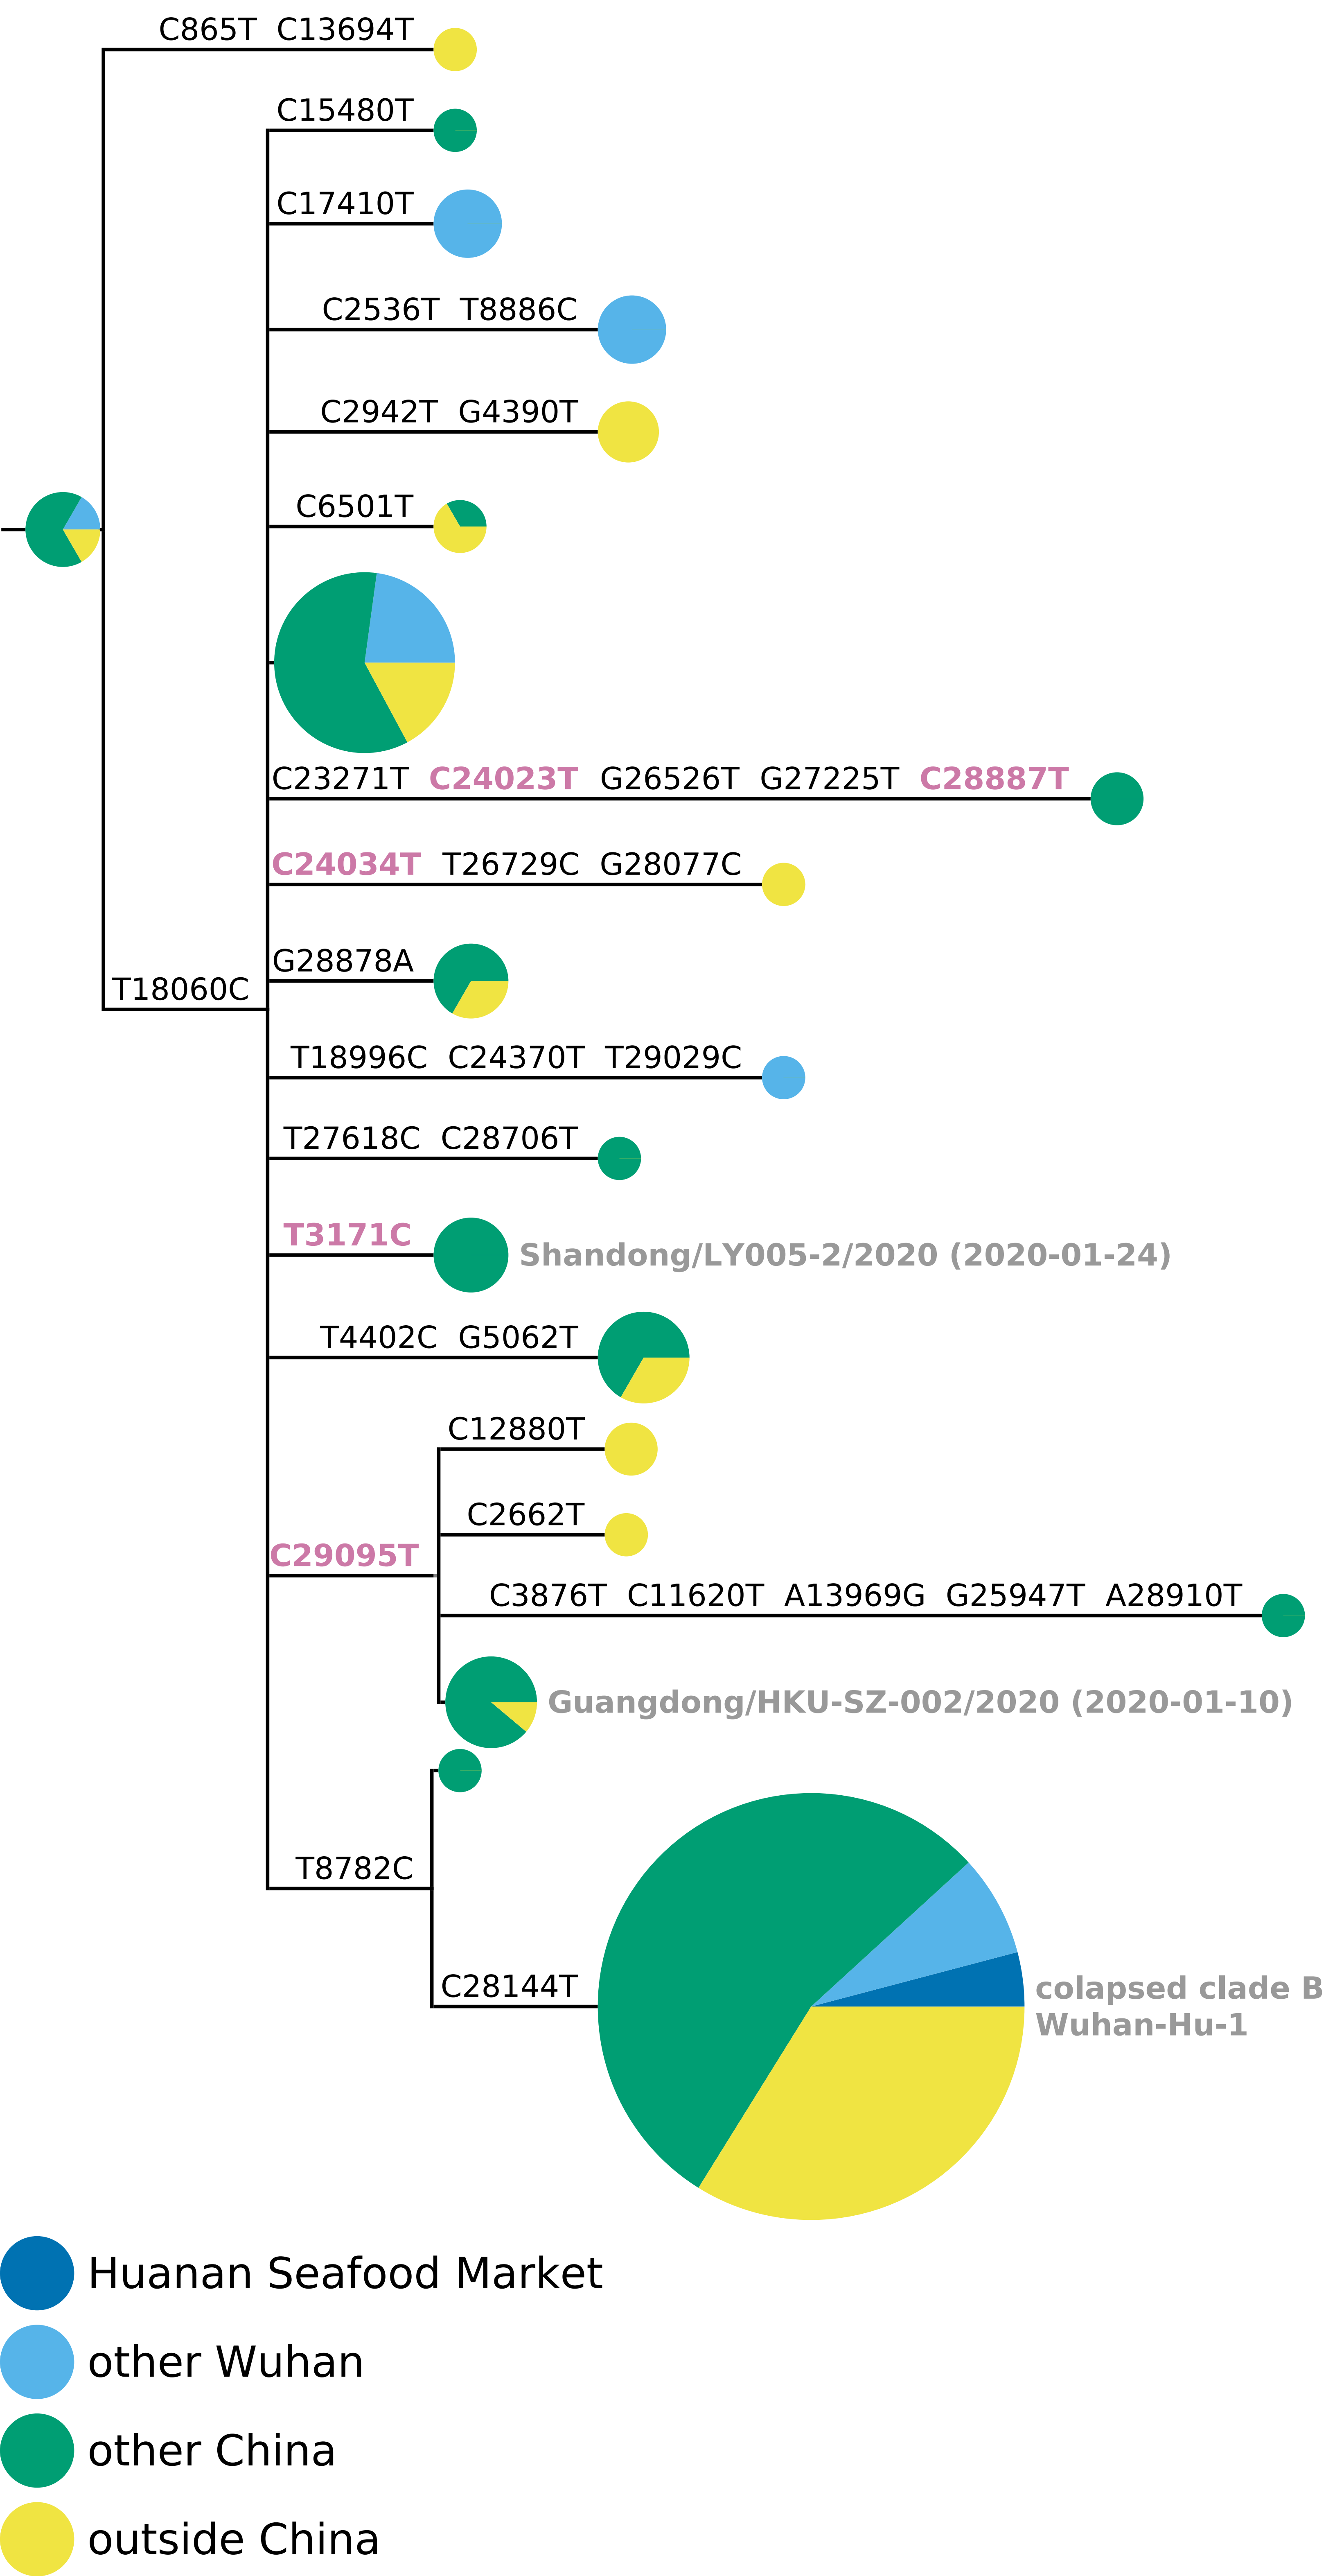 C865T C13694T
C15480T
C17410T
C2536T T8886C
C2942T G4390T
C6501T
C23271T C24023T G26526T G27225T C28887T
C24034T T26729C G28077C
G28878A
T18060C
T18996C C24370T T29029C
T27618C C28706T
T3171C
Shandong/LY005-2/2020 (2020-01-24)
T4402C G5062T
C12880T
C2662T
C29095T
C3876T C11620T A13969G G25947T A28910T
Guangdong/HKU-SZ-002/2020 (2020-01-10)
T8782C
C28144T
colapsed clade B
Wuhan-Hu-1
Huanan Seafood Market
other Wuhan
other China
outside China